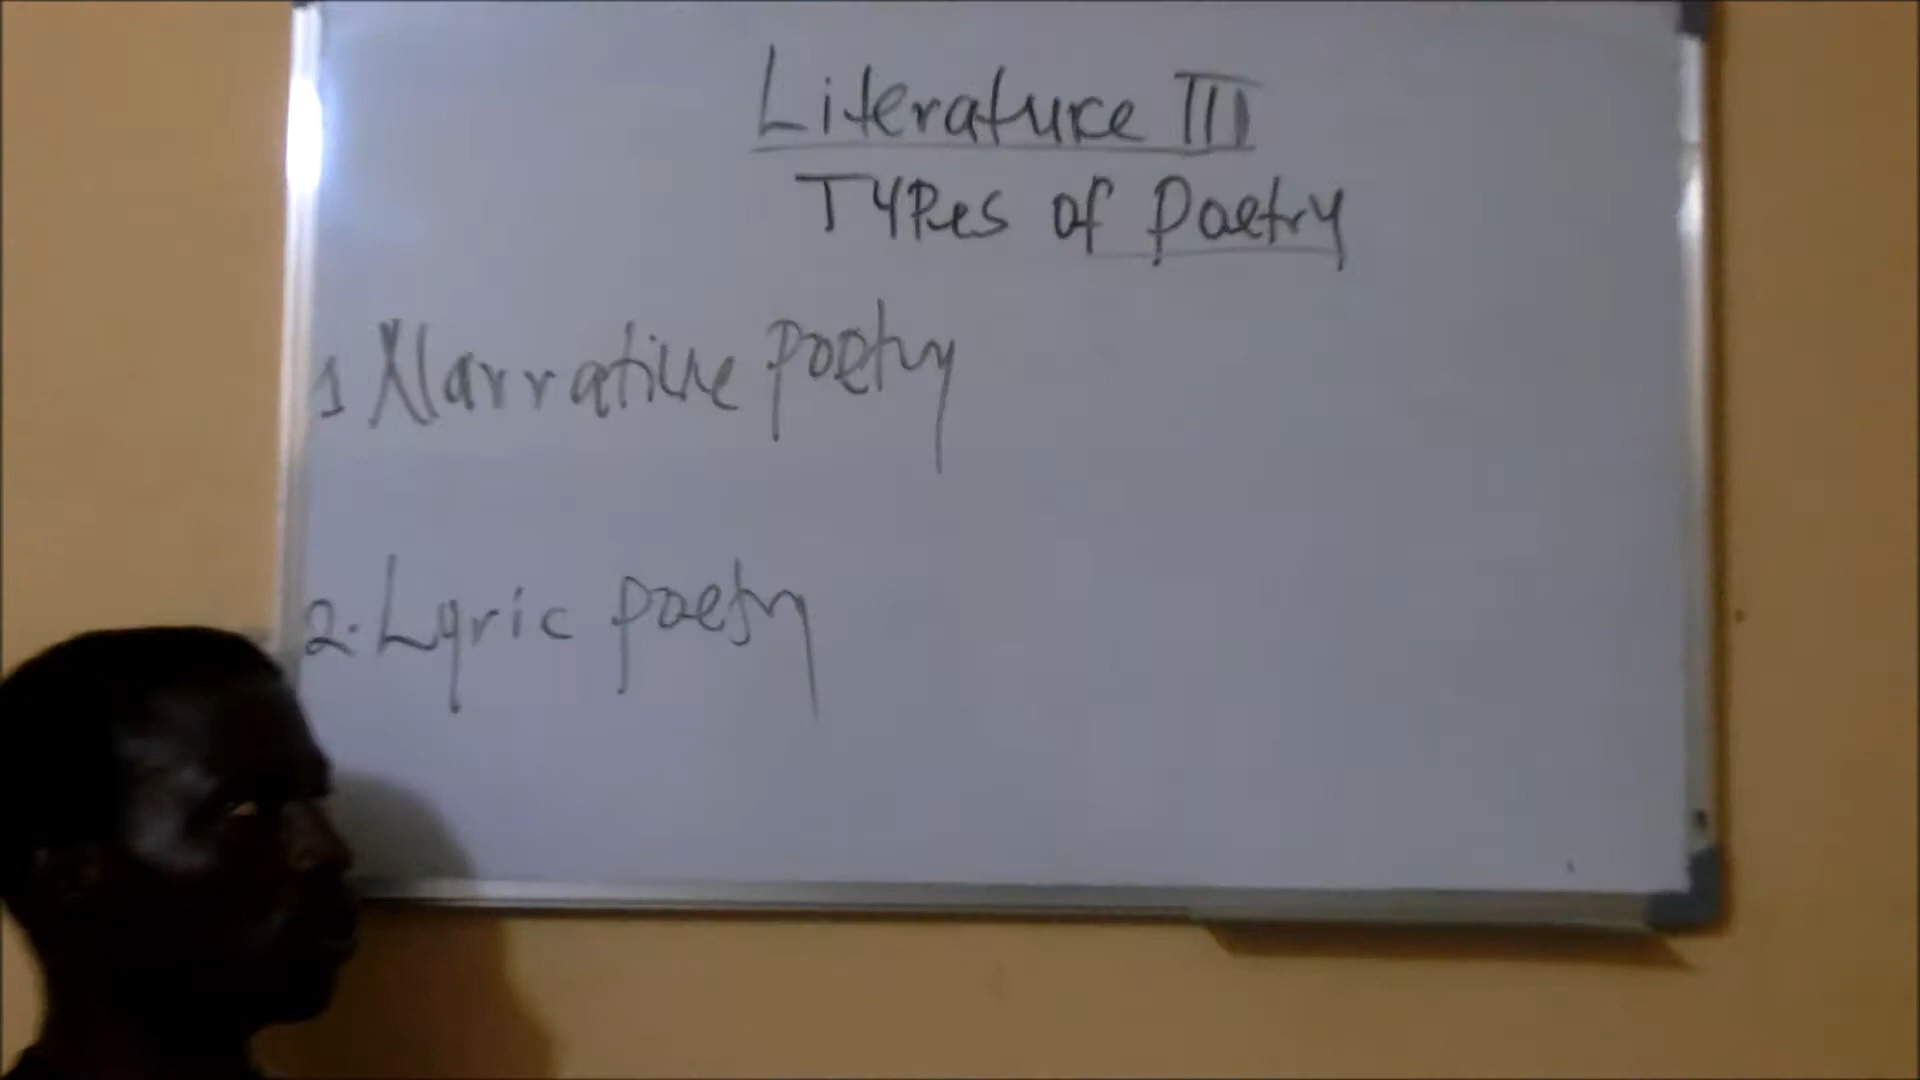 Literature III
Types of Poetry
1 Narrative poetry
2. Lyric poetry